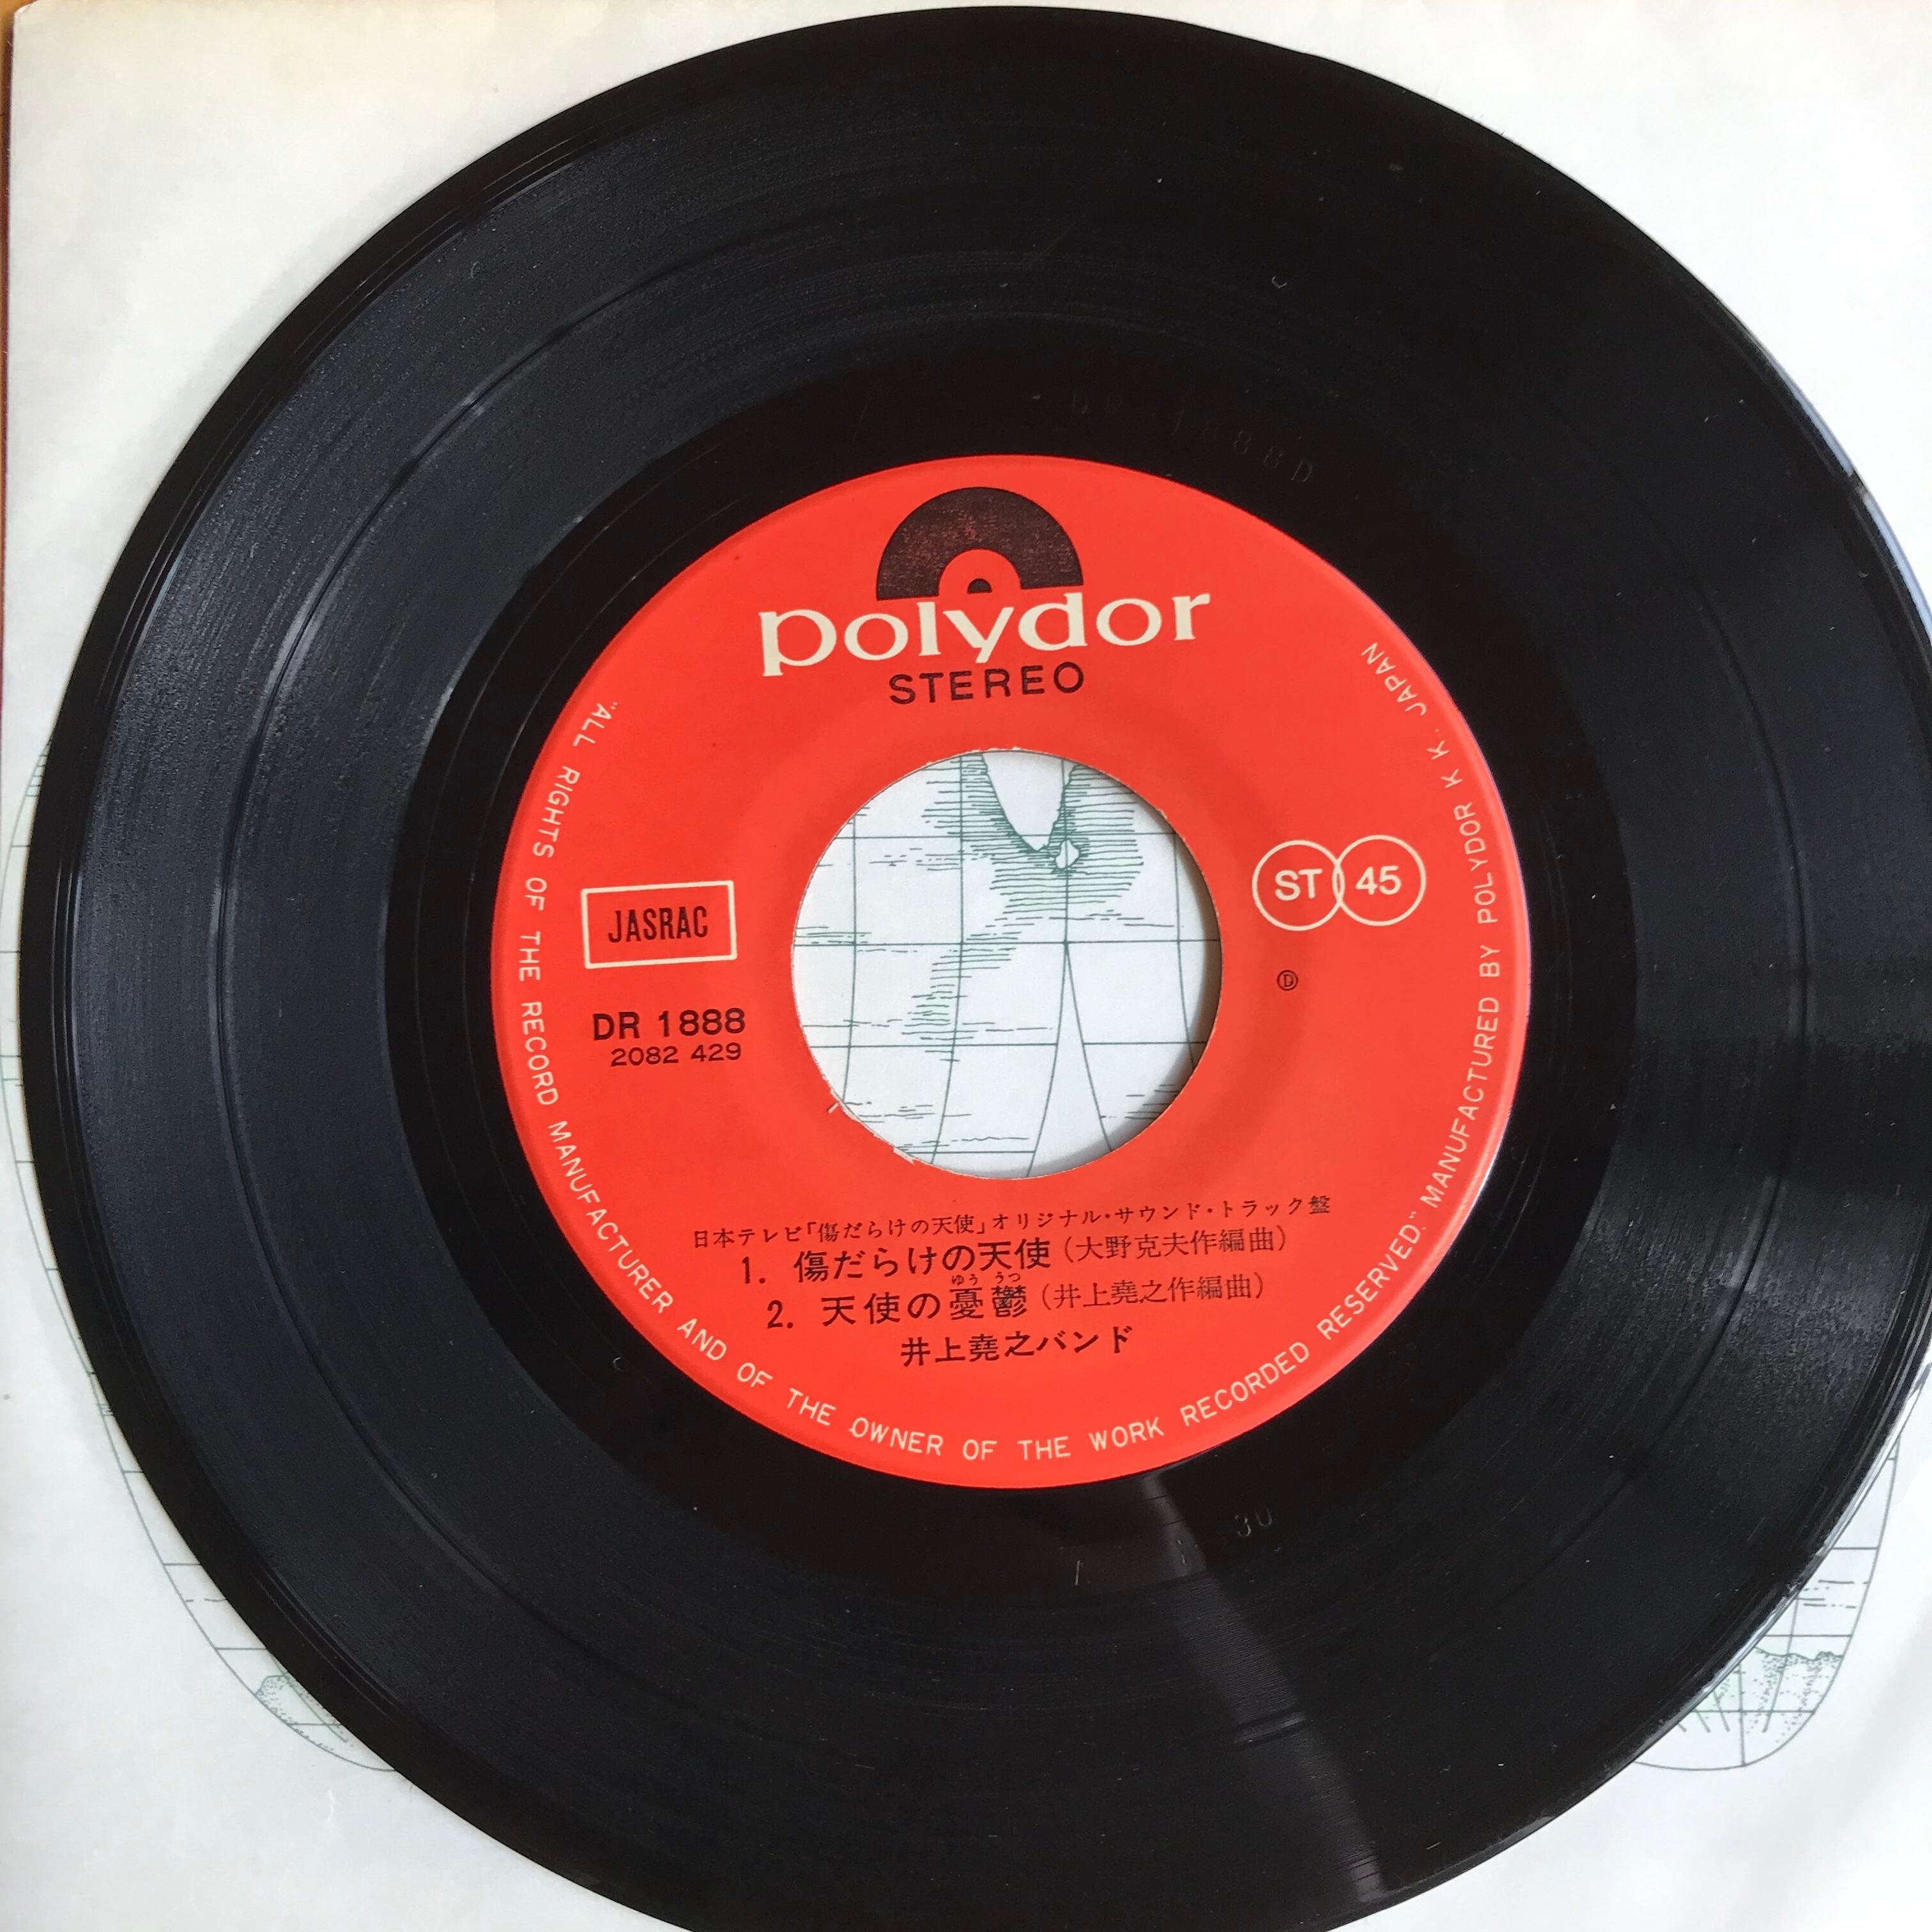 DR-1888D
polydor
STEREO
JASRAC
ST 45
Ⓓ
DR 1888
2082 429
日本テレビ「傷だらけの天使」オリジナル・サウンド・トラック盤
1. 傷だらけの天使 (大野克夫作編曲)
ゆう うつ
2. 天使の憂鬱 (井上堯之作編曲)
井上堯之バンド
"ALL RIGHTS OF THE RECORD MANUFACTURER AND OF THE OWNER OF THE WORK RECORDED RESERVED." MANUFACTURED BY POLYDOR K.K. JAPAN